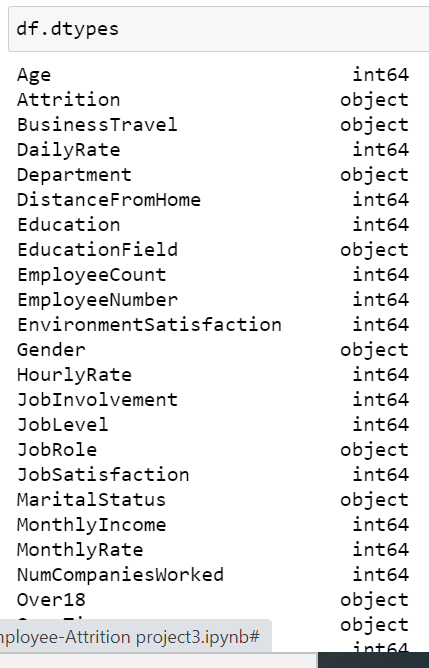 df.dtypes
Age int64
Attrition object
BusinessTravel object
DailyRate int64
Department object
DistanceFromHome int64
Education int64
EducationField object
EmployeeCount int64
EmployeeNumber int64
EnvironmentSatisfaction int64
Gender object
HourlyRate int64
JobInvolvement int64
JobLevel int64
JobRole object
JobSatisfaction int64
MaritalStatus object
MonthlyIncome int64
MonthlyRate int64
NumCompaniesWorked int64
Over18 object
object
mployee-Attrition project3.ipynb#
int64